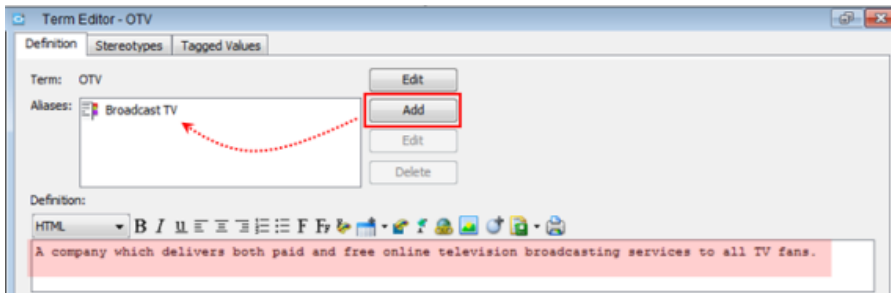 Term Editor - OTV
Definition Stereotypes Tagged Values
Term: OTV Edit
Aliases: Broadcast TV Add
Edit
Delete
Definition:
HTML B I U F
A company which delivers both paid and free online television broadcasting services to all TV fans.